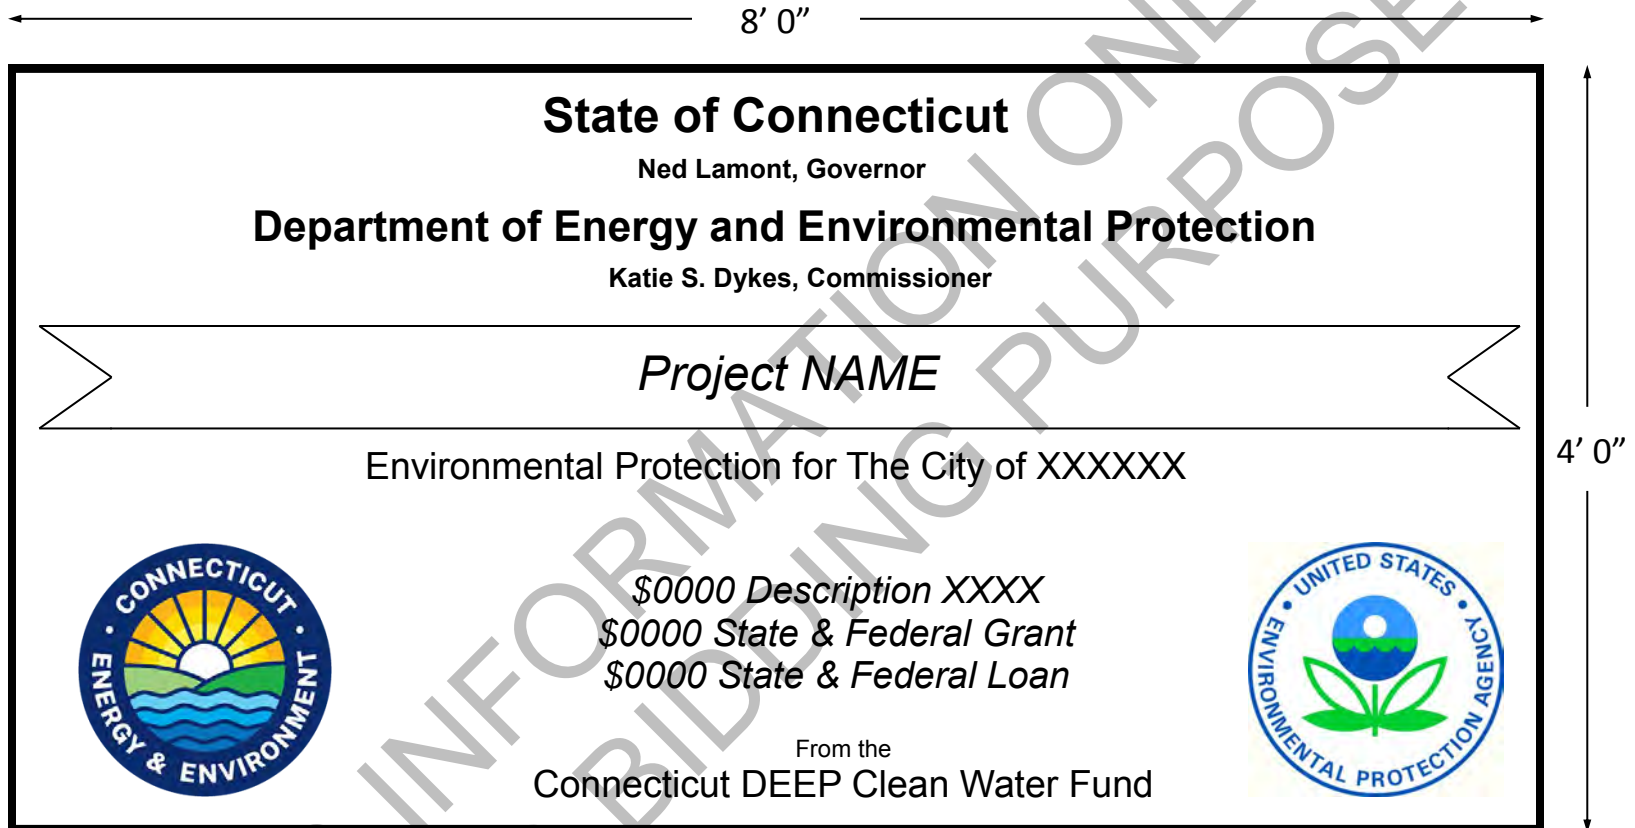 8’ 0”
State of Connecticut
Ned Lamont, Governor
Department of Energy and Environmental Protection
Katie S. Dykes, Commissioner
Project NAME
Environmental Protection for The City of XXXXXX
4’ 0”
CONNECTICUT
ENERGY & ENVIRONMENT
$0000 Description XXXX
$0000 State & Federal Grant
$0000 State & Federal Loan
From the
Connecticut DEEP Clean Water Fund
UNITED STATES
ENVIRONMENTAL PROTECTION AGENCY
INFORMATION
BIDDING PURPOSE